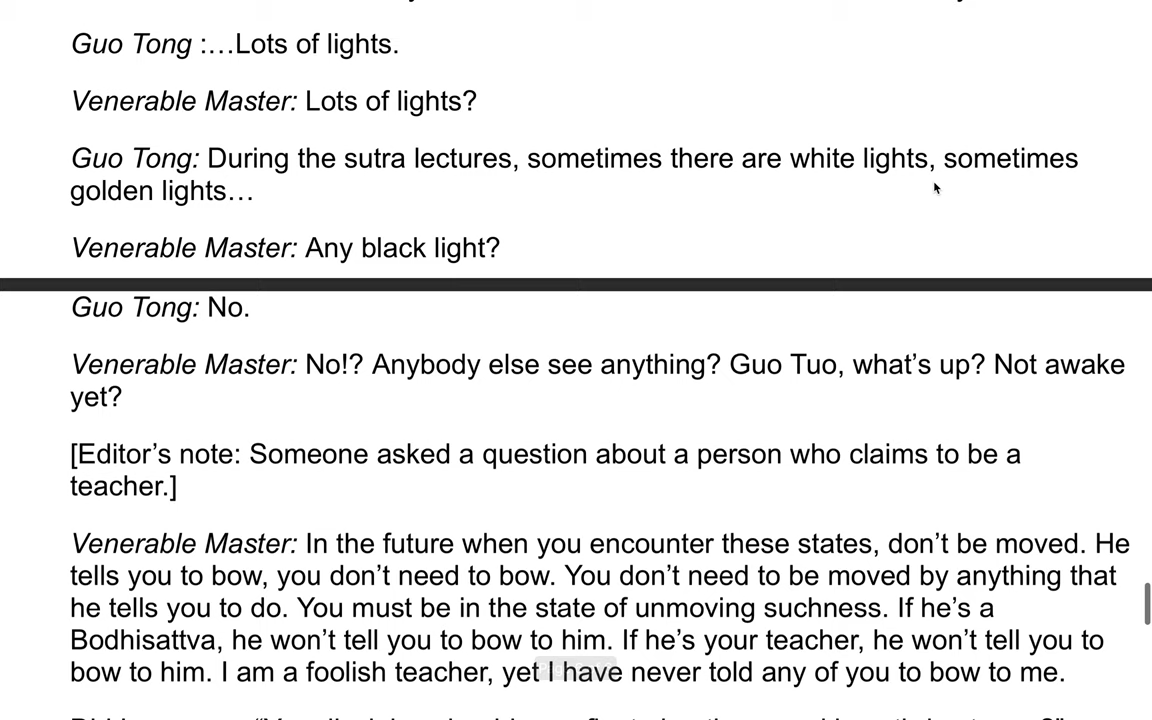 Guo Tong :…Lots of lights.
Venerable Master: Lots of lights?
Guo Tong: During the sutra lectures, sometimes there are white lights, sometimes
golden lights…
Venerable Master: Any black light?
Guo Tong: No.
Venerable Master: No!? Anybody else see anything? Guo Tuo, what’s up? Not awake
yet?
[Editor’s note: Someone asked a question about a person who claims to be a
teacher.]
Venerable Master: In the future when you encounter these states, don’t be moved. He
tells you to bow, you don’t need to bow. You don’t need to be moved by anything that
he tells you to do. You must be in the state of unmoving suchness. If he’s a
Bodhisattva, he won’t tell you to bow to him. If he’s your teacher, he won’t tell you to
bow to him. I am a foolish teacher, yet I have never told any of you to bow to me.